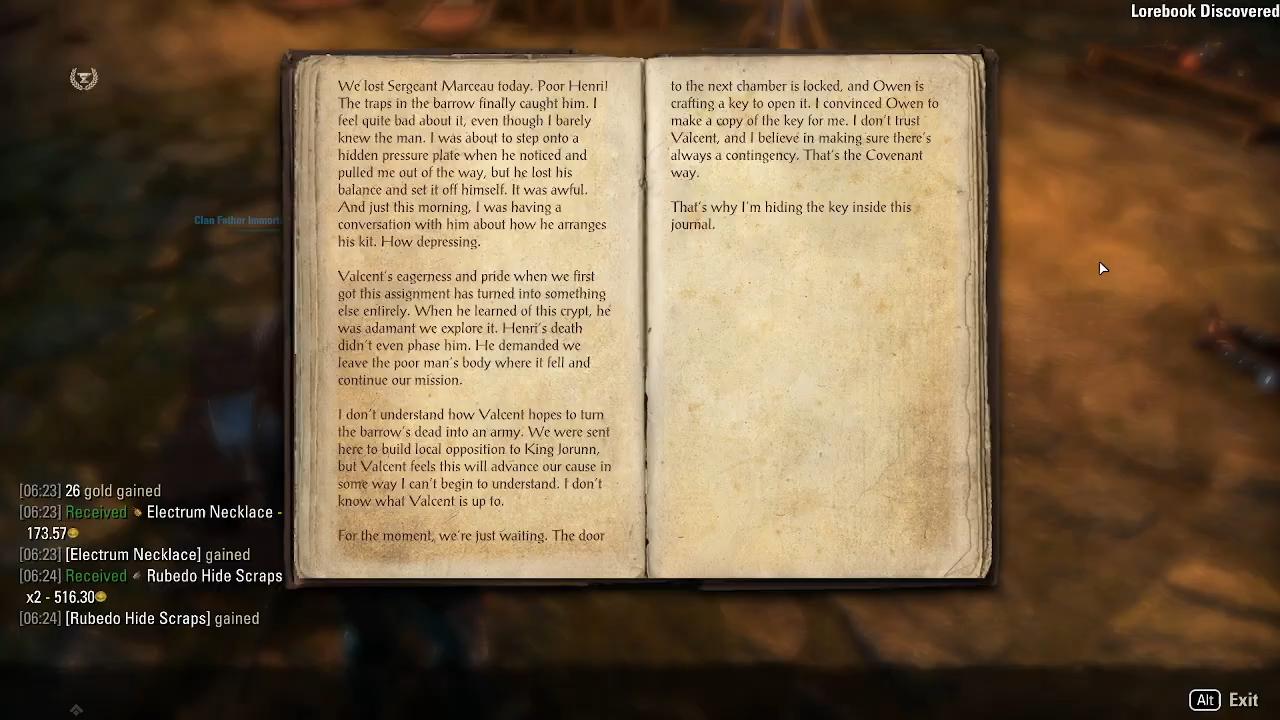 Lorebook Discovered
We lost Sergeant Marceau today. Poor Henri!
The traps in the barrow finally caught him. I
feel quite bad about it, even though I barely
knew the man. I was about to step onto a
hidden pressure plate when he noticed and
pulled me out of the way, but he lost his
balance and set it off himself. It was awful.
And just this morning, I was having a
conversation with him about how he arranges
his kit. How depressing.
Valcent's eagerness and pride when we first
got this assignment has turned into something
else entirely. When he learned of this crypt, he
was adamant we explore it. Henri's death
didn't even phase him. He demanded we
leave the poor man's body where it fell and
continue our mission.
I don't understand how Valcent hopes to turn
the barrow's dead into an army. We were sent
here to build local opposition to King Jorunn,
but Valcent feels this will advance our cause in
some way I can't begin to understand. I don't
know what Valcent is up to.
For the moment, we're just waiting. The door
to the next chamber is locked, and Owen is
crafting a key to open it. I convinced Owen to
make a copy of the key for me. I don't trust
Valcent, and I believe in making sure there's
always a contingency. That's the Covenant
way.
That's why I'm hiding the key inside this
journal.
Clan Father Immort
[06:23] 26 gold gained
[06:23] Received Electrum Necklace -
173.57
[06:23] [Electrum Necklace] gained
[06:24] Received Rubedo Hide Scraps
x2 - 516.30
[06:24] [Rubedo Hide Scraps] gained
Alt Exit